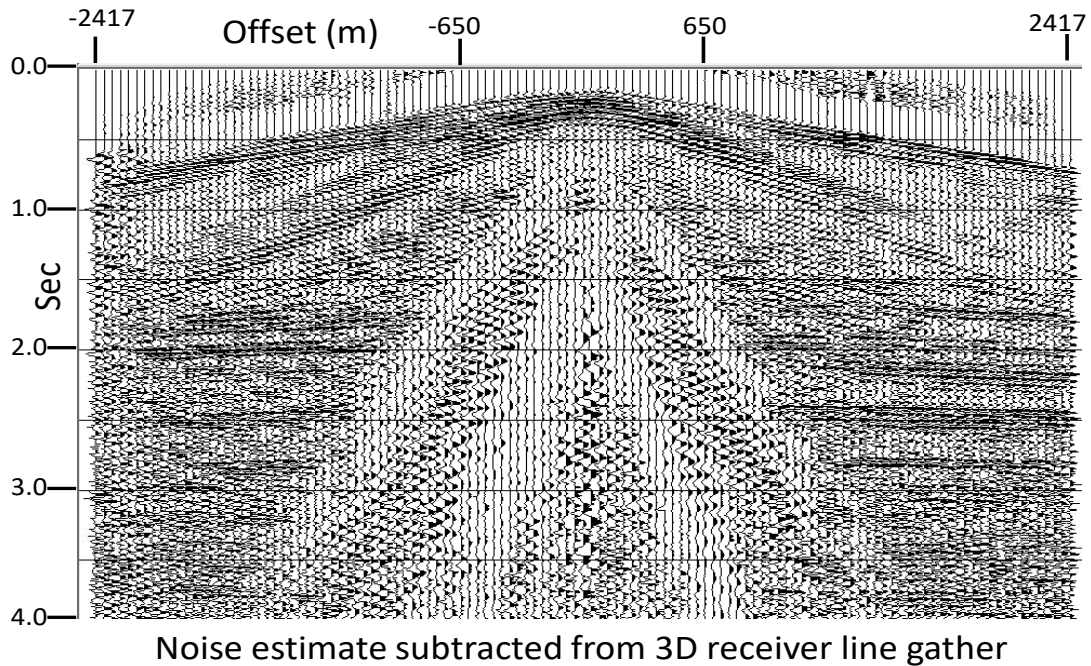 -2417 Offset (m) -650 650 2417
0.0
1.0
Sec
2.0
3.0
4.0
Noise estimate subtracted from 3D receiver line gather